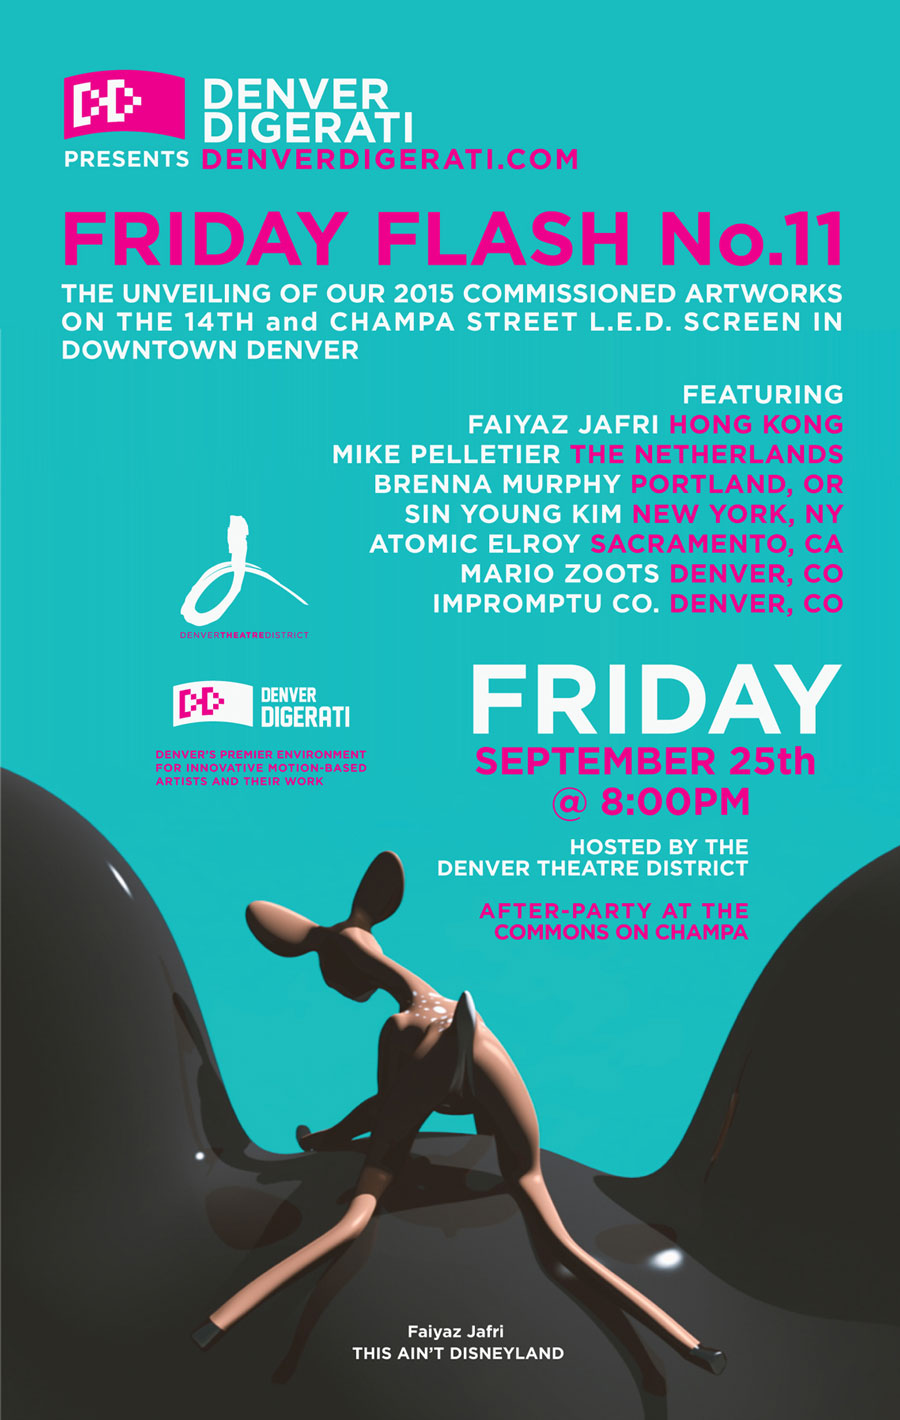 DENVER
DIGERATI
PRESENTS DENVERDIGERATI.COM
FRIDAY FLASH No.11
THE UNVEILING OF OUR 2015 COMMISSIONED ARTWORKS
ON THE 14TH and CHAMPA STREET L.E.D. SCREEN IN
DOWNTOWN DENVER
FEATURING
FAIYAZ JAFRI HONG KONG
MIKE PELLETIER THE NETHERLANDS
BRENNA MURPHY PORTLAND, OR
SIN YOUNG KIM NEW YORK, NY
ATOMIC ELROY SACRAMENTO, CA
MARIO ZOOTS DENVER, CO
IMPROMPTU CO. DENVER, CO
DENVERTHEATREDISTRICT
DENVER
DIGERATI
DENVER'S PREMIER ENVIRONMENT
FOR INNOVATIVE MOTION-BASED
ARTISTS AND THEIR WORK
FRIDAY
SEPTEMBER 25th
@ 8:00PM
HOSTED BY THE
DENVER THEATRE DISTRICT
AFTER-PARTY AT THE
COMMONS ON CHAMPA
Faiyaz Jafri
THIS AIN'T DISNEYLAND